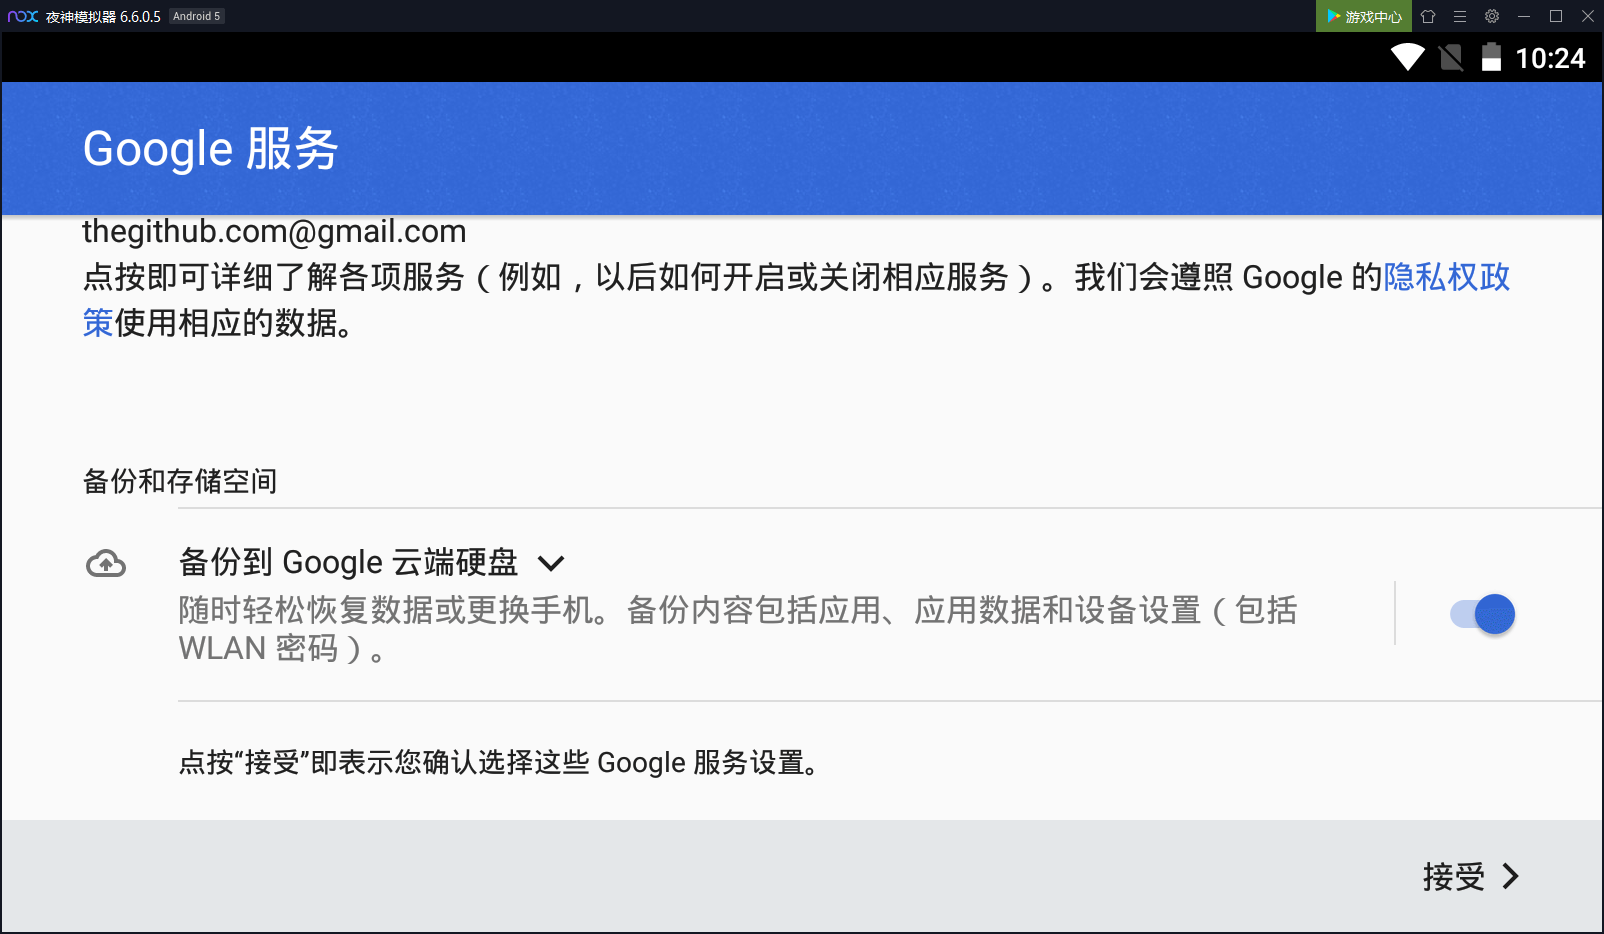 nox 夜神模拟器 6.6.0.5 Android 5 游戏中心
10:24
Google 服务
thegithub.com@gmail.com
点按即可详细了解各项服务（例如，以后如何开启或关闭相应服务）。我们会遵照 Google 的隐私权政
策使用相应的数据。
备份和存储空间
备份到 Google 云端硬盘
随时轻松恢复数据或更换手机。备份内容包括应用、应用数据和设备设置（包括
WLAN 密码）。
点按“接受”即表示您确认选择这些 Google 服务设置。
接受